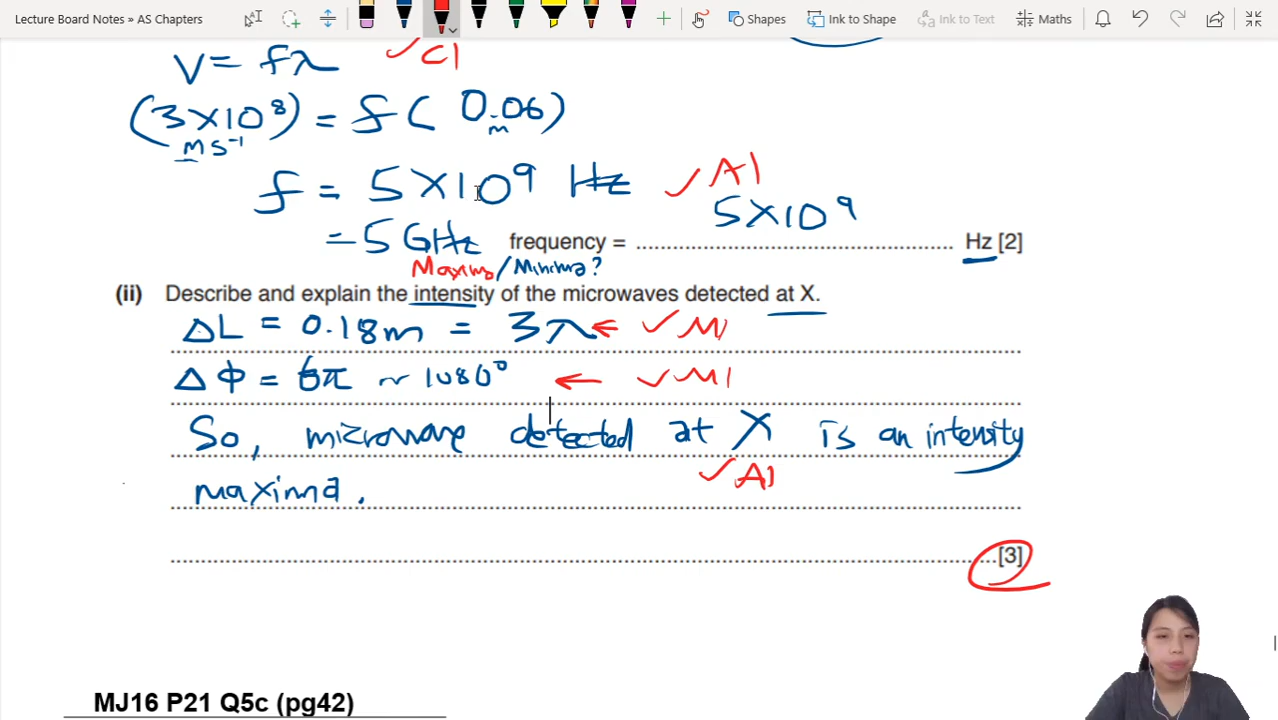 Lecture Board Notes » AS Chapters
Shapes
Ink to Shape
Ink to Text
Maths
V = fλ ✓ C1
(3×10⁸) = f ( 0.06)
ms⁻¹ m
f = 5×10⁹ Hz ✓ A1
5×10⁹
= 5 GHz frequency = ........................................................ Hz [2]
Maxima/Minima?
(ii) Describe and explain the intensity of the microwaves detected at X.
ΔL = 0.18m = 3λ ← ✓ M1
Δφ = 6π ~ 1080° ← ✓ M1
So, microwave detected at X is an intensity
✓ A1
maxima.
[3]
MJ16 P21 Q5c (pg42)